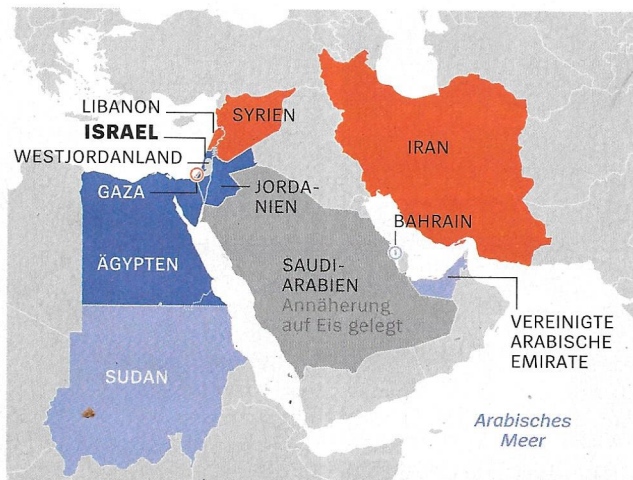 LIBANON
SYRIEN
ISRAEL
WESTJORDANLAND
IRAN
GAZA
JORDA-
NIEN
BAHRAIN
ÄGYPTEN
SAUDI-
ARABIEN
Annäherung
auf Eis gelegt
VEREINIGTE
ARABISCHE
EMIRATE
SUDAN
Arabisches
Meer